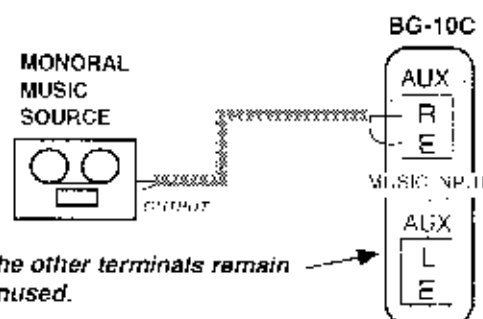 BG-10C
MONORAL
MUSIC
SOURCE
AUX
R
E
OUTPUT
MUSIC INPUT
AUX
L
E
he other terminals remain
nused.